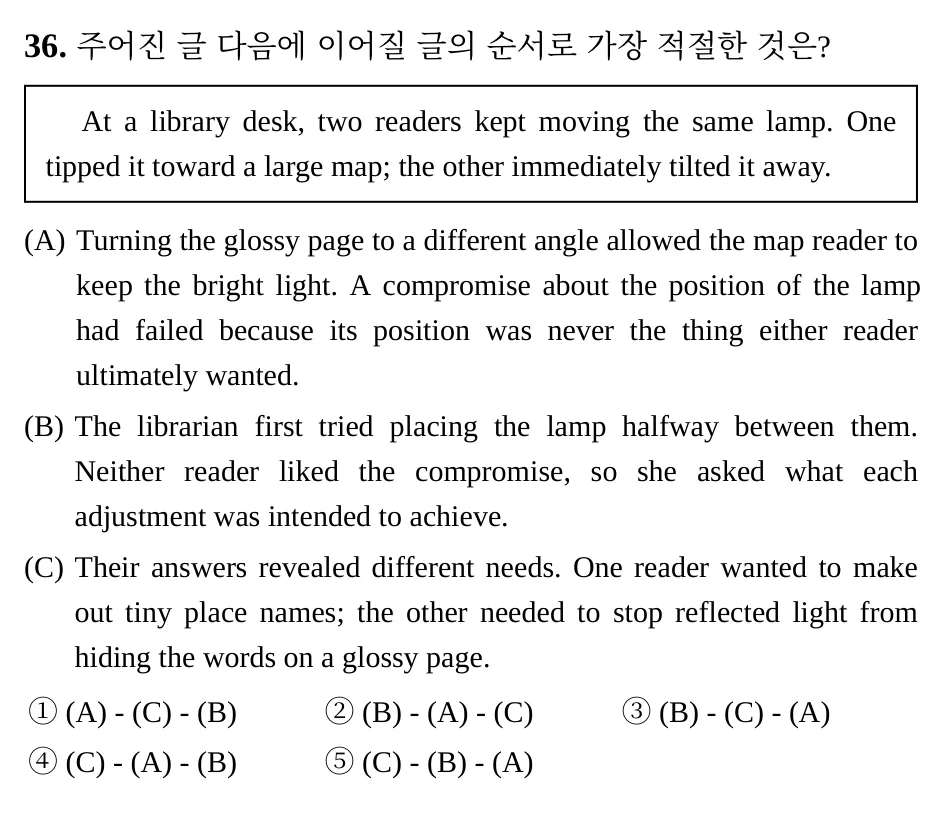 36. 주어진 글 다음에 이어질 글의 순서로 가장 적절한 것은?
At a library desk, two readers kept moving the same lamp. One
tipped it toward a large map; the other immediately tilted it away.
(A) Turning the glossy page to a different angle allowed the map reader to
keep the bright light. A compromise about the position of the lamp
had failed because its position was never the thing either reader
ultimately wanted.
(B) The librarian first tried placing the lamp halfway between them.
Neither reader liked the compromise, so she asked what each
adjustment was intended to achieve.
(C) Their answers revealed different needs. One reader wanted to make
out tiny place names; the other needed to stop reflected light from
hiding the words on a glossy page.
① (A) - (C) - (B) ② (B) - (A) - (C) ③ (B) - (C) - (A)
④ (C) - (A) - (B) ⑤ (C) - (B) - (A)